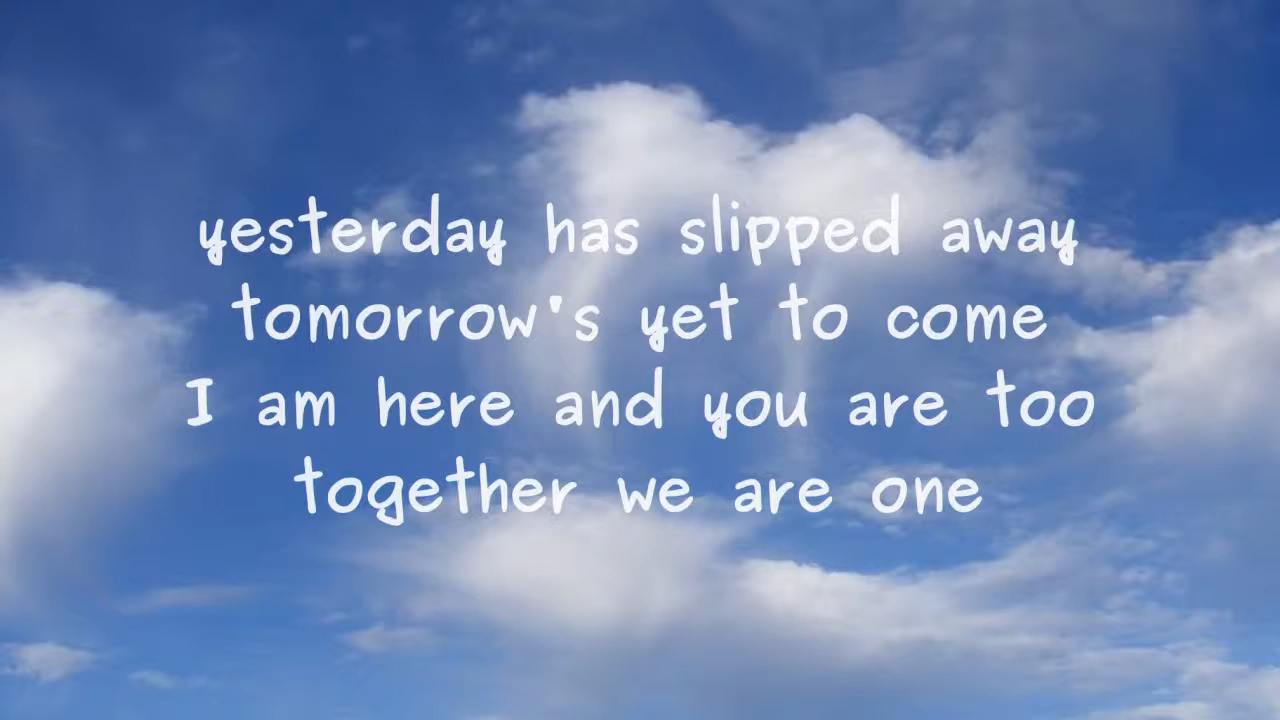 yesterday has slipped away
tomorrow's yet to come
I am here and you are too
together we are one